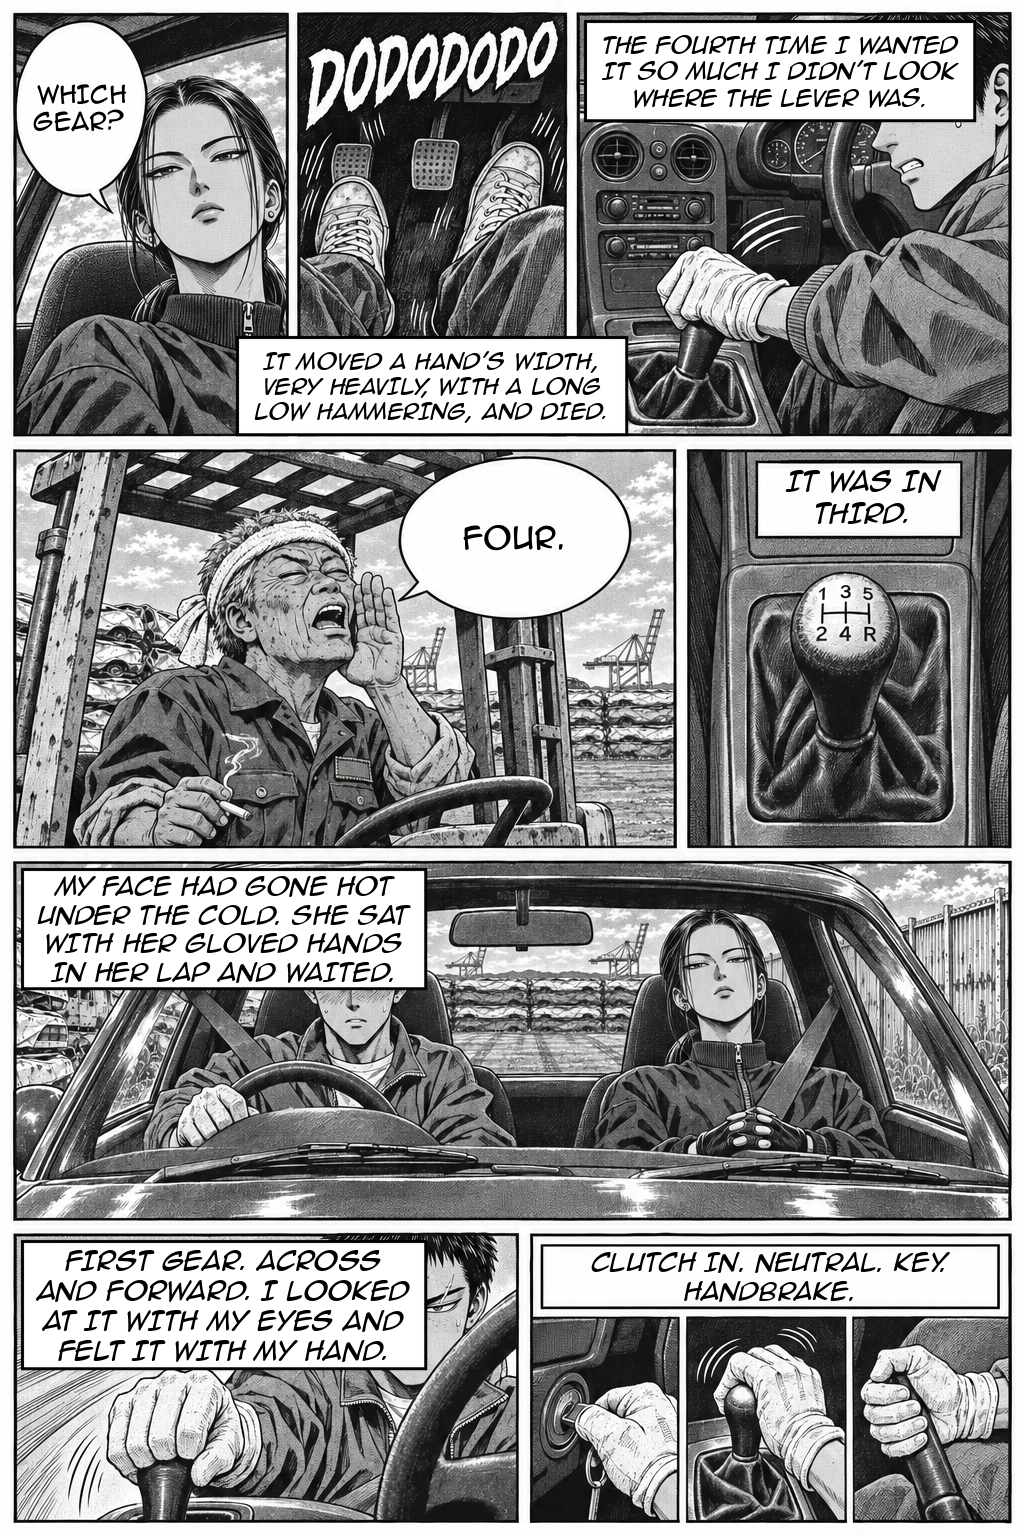 WHICH
GEAR?
DODODODO
THE FOURTH TIME I WANTED
IT SO MUCH I DIDN'T LOOK
WHERE THE LEVER WAS.
IT MOVED A HAND'S WIDTH,
VERY HEAVILY, WITH A LONG
LOW HAMMERING, AND DIED.
FOUR.
IT WAS IN
THIRD.
1 3 5
2 4 R
MY FACE HAD GONE HOT
UNDER THE COLD. SHE SAT
WITH HER GLOVED HANDS
IN HER LAP AND WAITED.
FIRST GEAR. ACROSS
AND FORWARD. I LOOKED
AT IT WITH MY EYES AND
FELT IT WITH MY HAND.
CLUTCH IN. NEUTRAL. KEY.
HANDBRAKE.